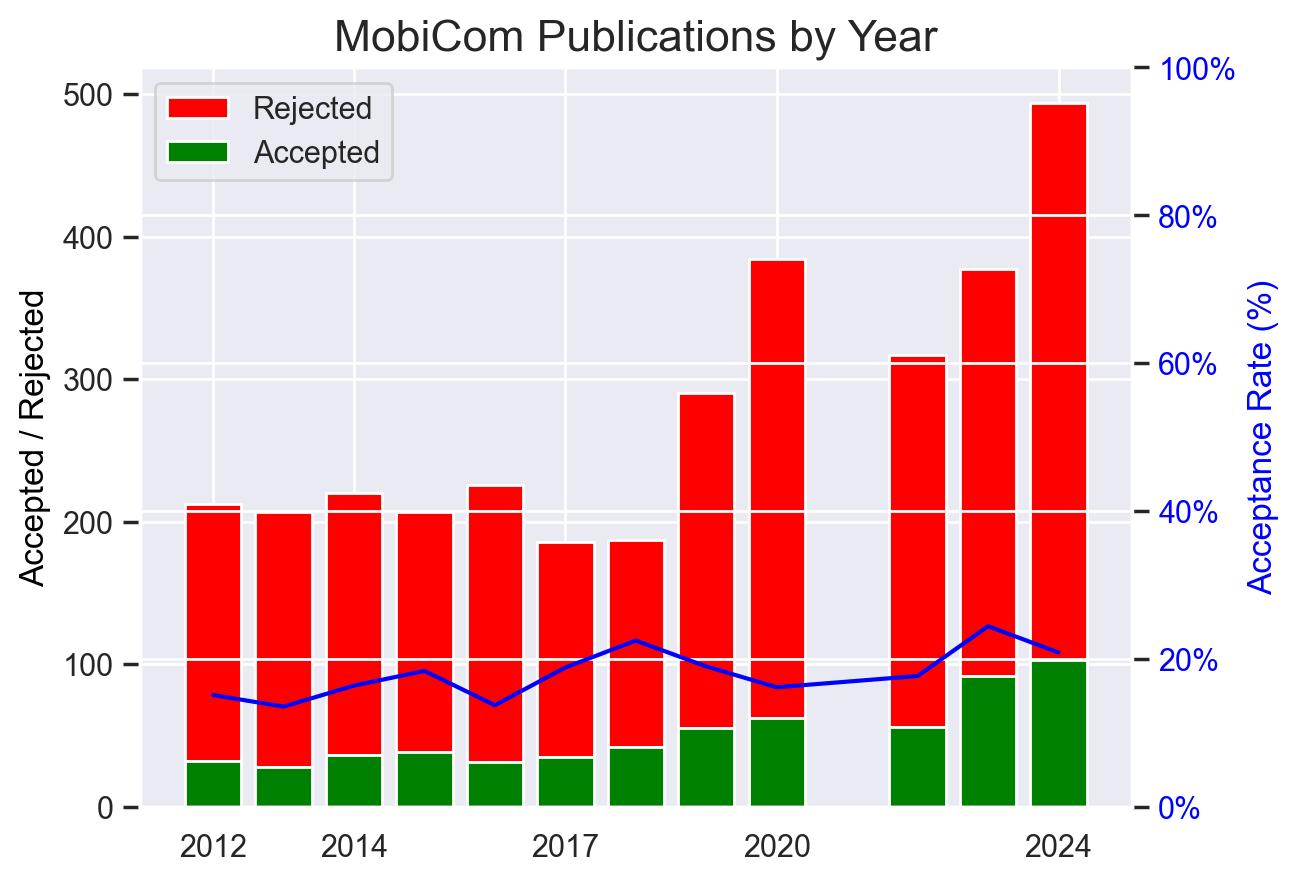 MobiCom Publications by Year
Rejected
Accepted
Accepted / Rejected
500
400
300
200
100
0
100%
80%
60%
40%
20%
0%
Acceptance Rate (%)
2012 2014 2017 2020 2024